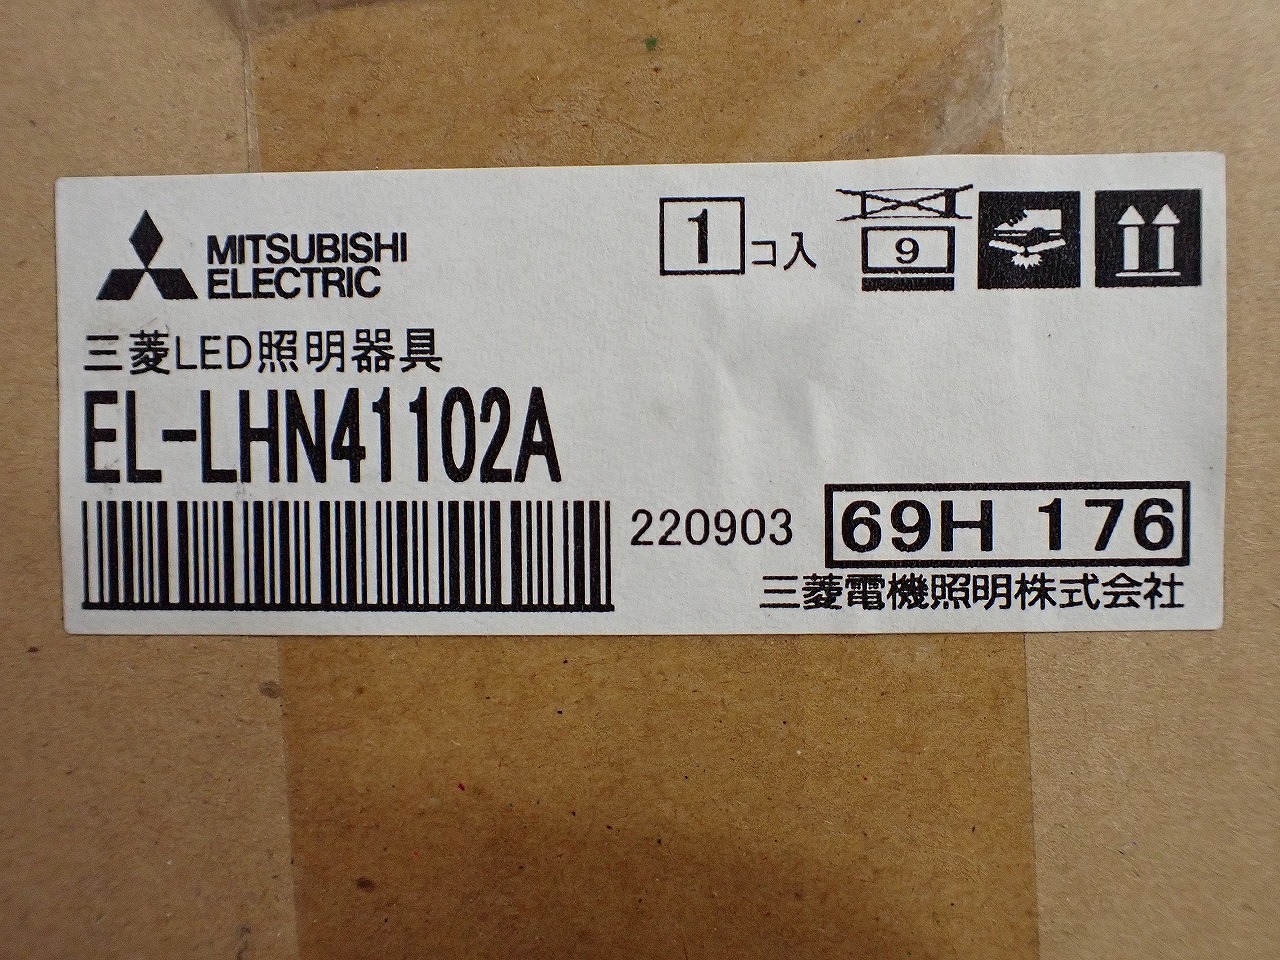 MITSUBISHI
ELECTRIC
1コ入
9
三菱LED照明器具
EL-LHN41102A
220903
69H 176
三菱電機照明株式会社